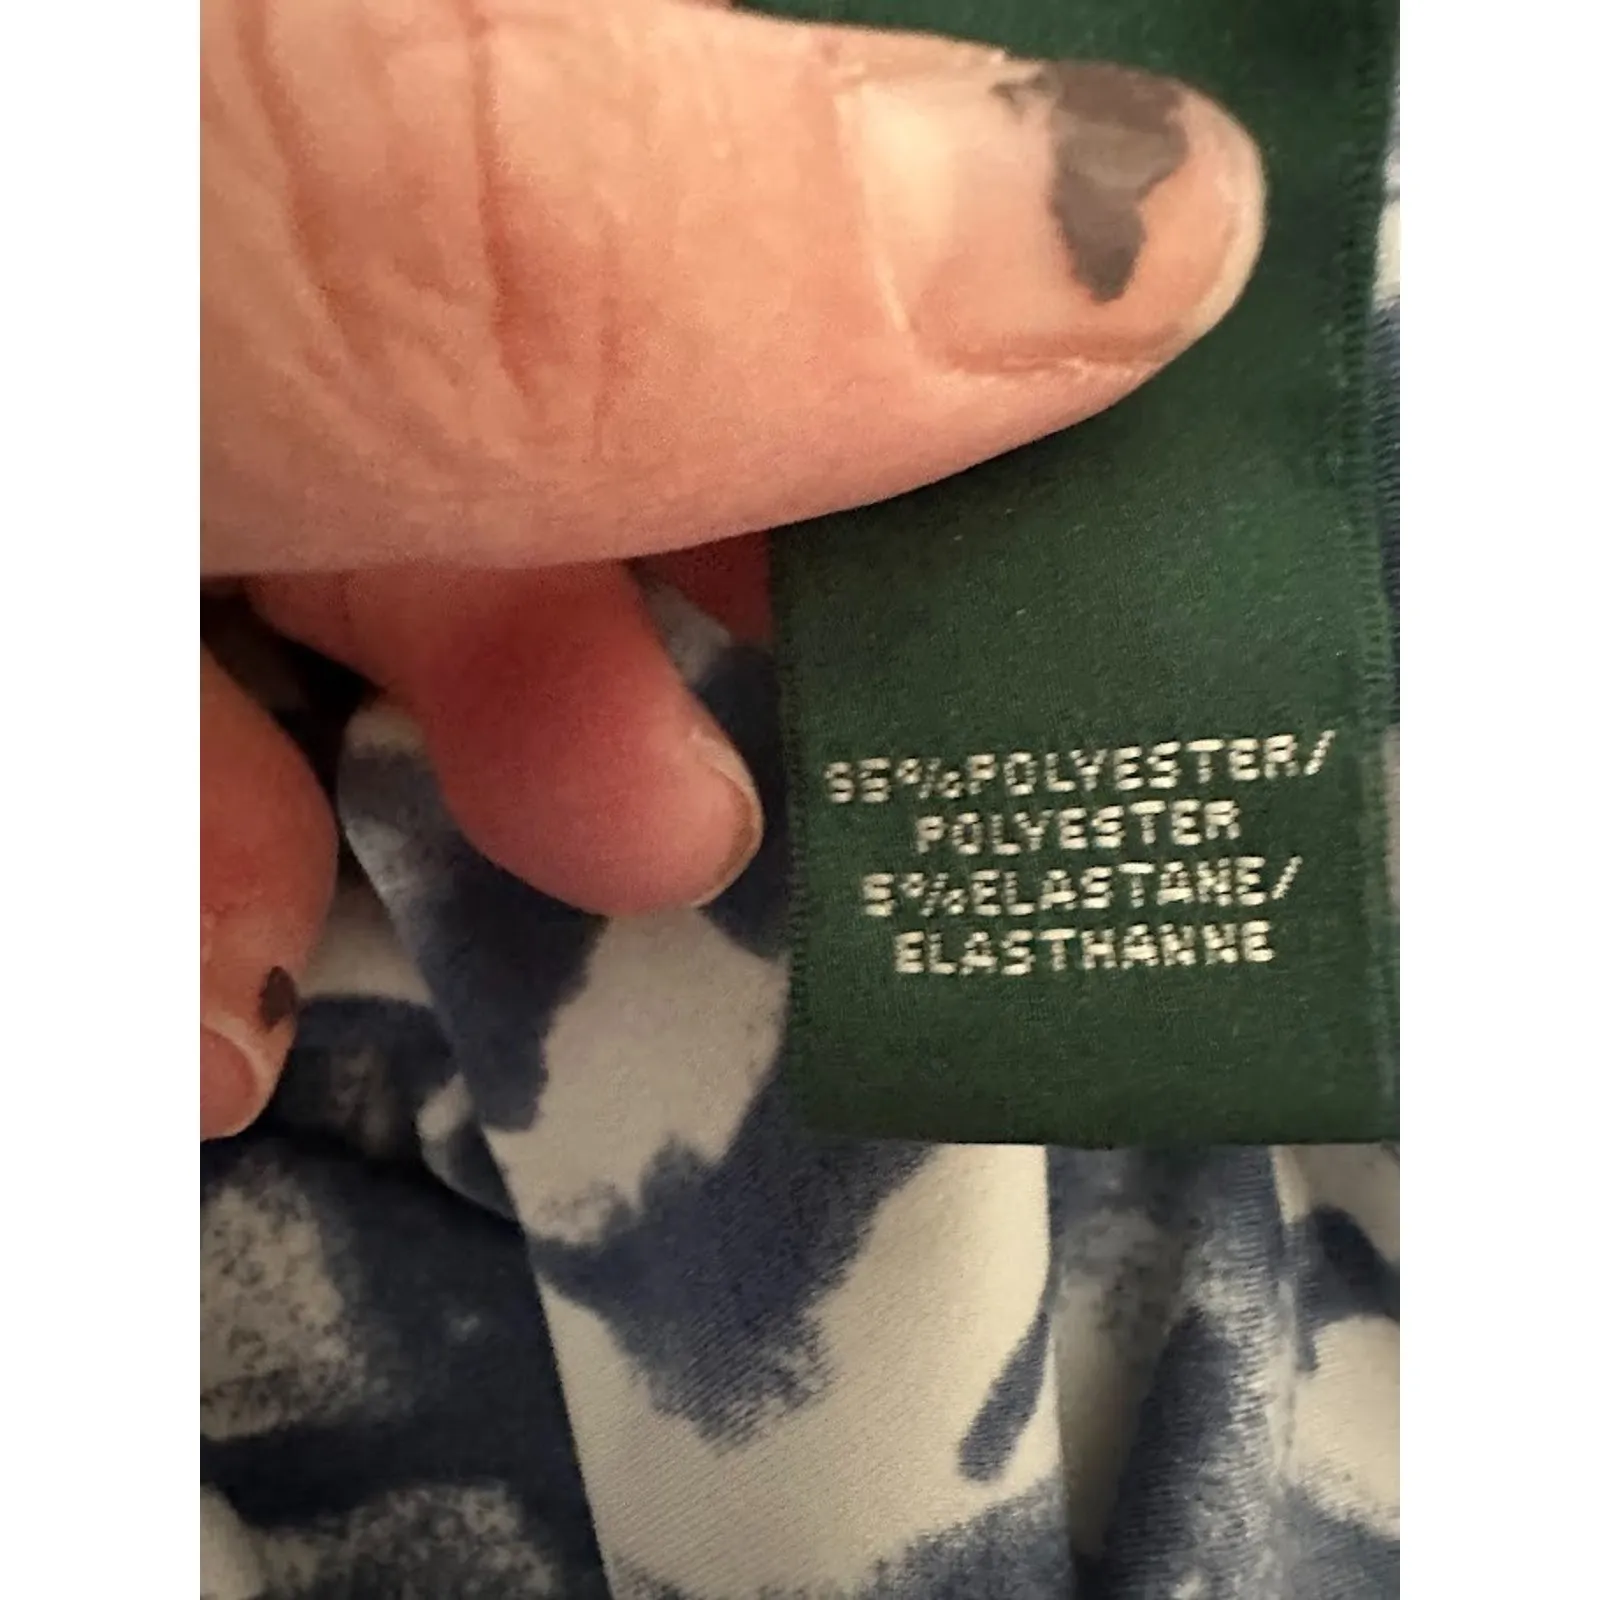 95%POLYESTER/
POLYESTER
5%ELASTANE/
ELASTHANNE